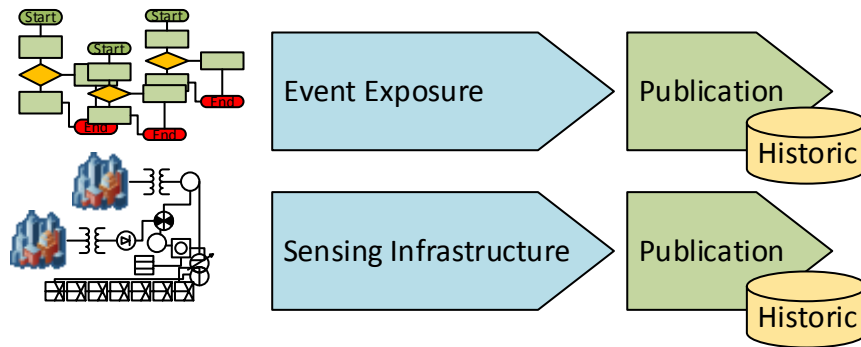 Start
Start
Start
End
End
End
Event Exposure
Publication
Historic
Sensing Infrastructure
Publication
Historic